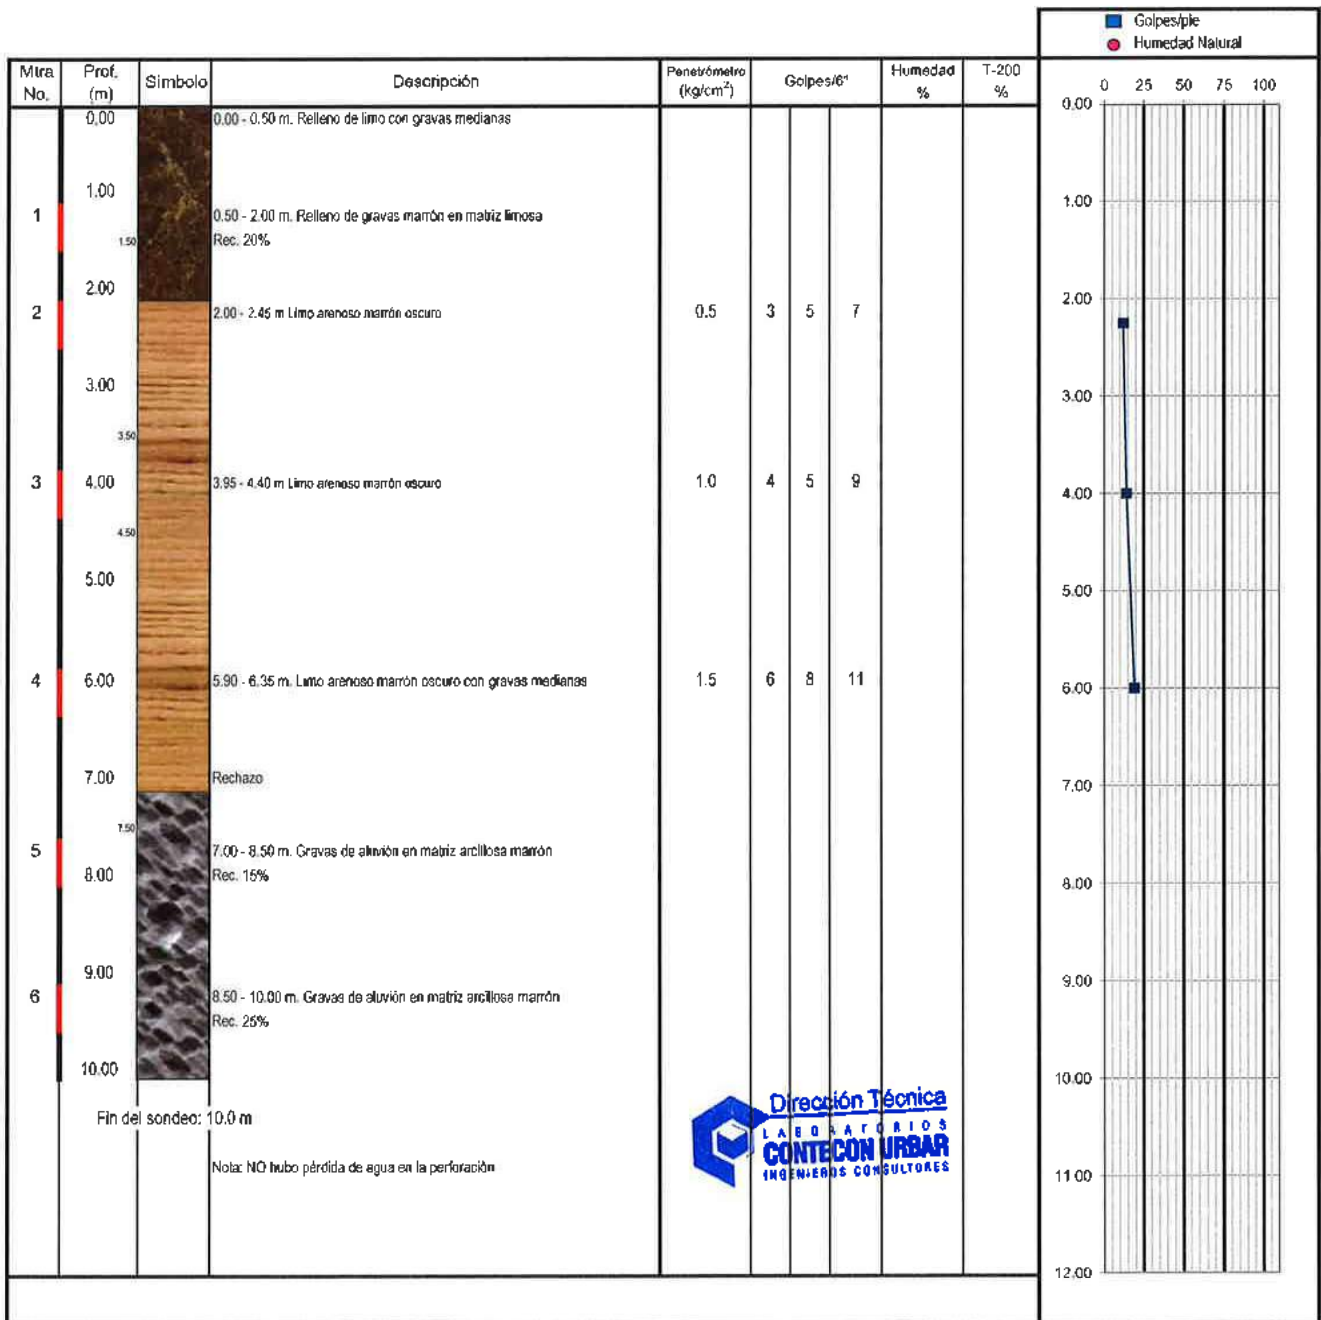 Golpes/pie
Humedad Natural
Mtra No. Prof. (m) Símbolo Descripción Penetrómetro (kg/cm²) Golpes/6" Humedad % T-200 %
0 25 50 75 100
0,00 0.00 - 0.50 m. Relleno de limo con gravas medianas 0.00
1.00 1.00
1 0.50 - 2.00 m. Relleno de gravas marrón en matriz limosa
1.50 Rec. 20%
2.00 2.00
2 2.00 - 2.45 m Limo arenoso marrón oscuro 0.5 3 5 7
3.00 3.00
3.50
3 4.00 3.95 - 4.40 m Limo arenoso marrón oscuro 1.0 4 5 9 4.00
4.50
5.00 5.00
4 6.00 5.90 - 6.35 m. Limo arenoso marrón oscuro con gravas medianas 1.5 6 8 11 6.00
7.00 Rechazo 7.00
7.50
5 7.00 - 8.50 m. Gravas de aluvión en matriz arcillosa marrón
8.00 Rec. 15% 8.00
9.00 9.00
6 8.50 - 10.00 m. Gravas de aluvión en matriz arcillosa marrón
Rec. 25%
10.00 10.00
Fin del sondeo: 10.0 m
Nota: NO hubo pérdida de agua en la perforación
Dirección Técnica
LABORATORIOS
CONTECON URBAR
INGENIEROS CONSULTORES
11.00
12.00